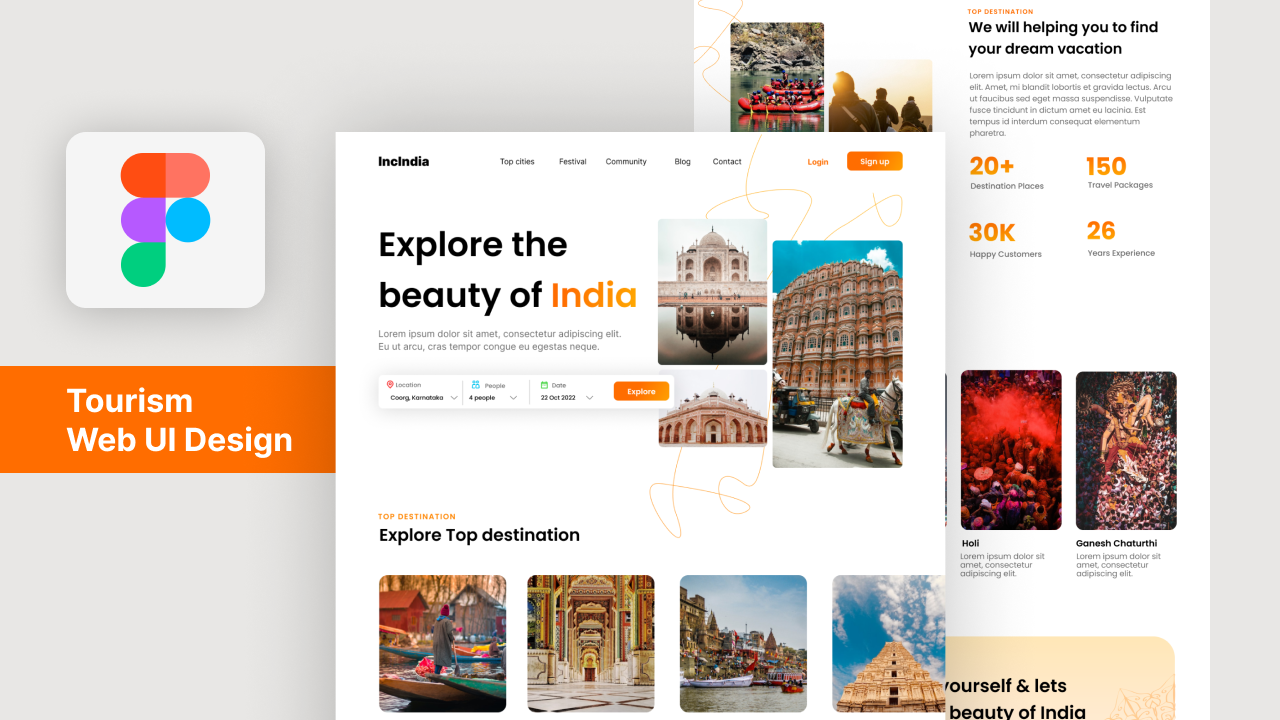 Tourism
Web UI Design
IncIndia
Top cities
Festival
Community
Blog
Contact
Login
Sign up
Explore the
beauty of India
Lorem ipsum dolor sit amet, consectetur adipiscing elit.
Eu ut arcu, cras tempor congue eu egestas neque.
Location
Coorg, Karnataka
People
4 people
Date
22 Oct 2022
Explore
TOP DESTINATION
Explore Top destination
TOP DESTINATION
We will helping you to find
your dream vacation
Lorem ipsum dolor sit amet, consectetur adipiscing
elit. Amet, mi blandit lobortis et gravida lectus. Arcu
ut faucibus sed eget massa suspendisse. Vulputate
fusce tincidunt in dictum amet eu lacinia. Est
tempus id interdum consequat elementum
pharetra.
20+
Destination Places
150
Travel Packages
30K
Happy Customers
26
Years Experience
Holi
Lorem ipsum dolor sit
amet, consectetur
adipiscing elit.
Ganesh Chaturthi
Lorem ipsum dolor sit
amet, consectetur
adipiscing elit.
yourself & lets
beauty of India